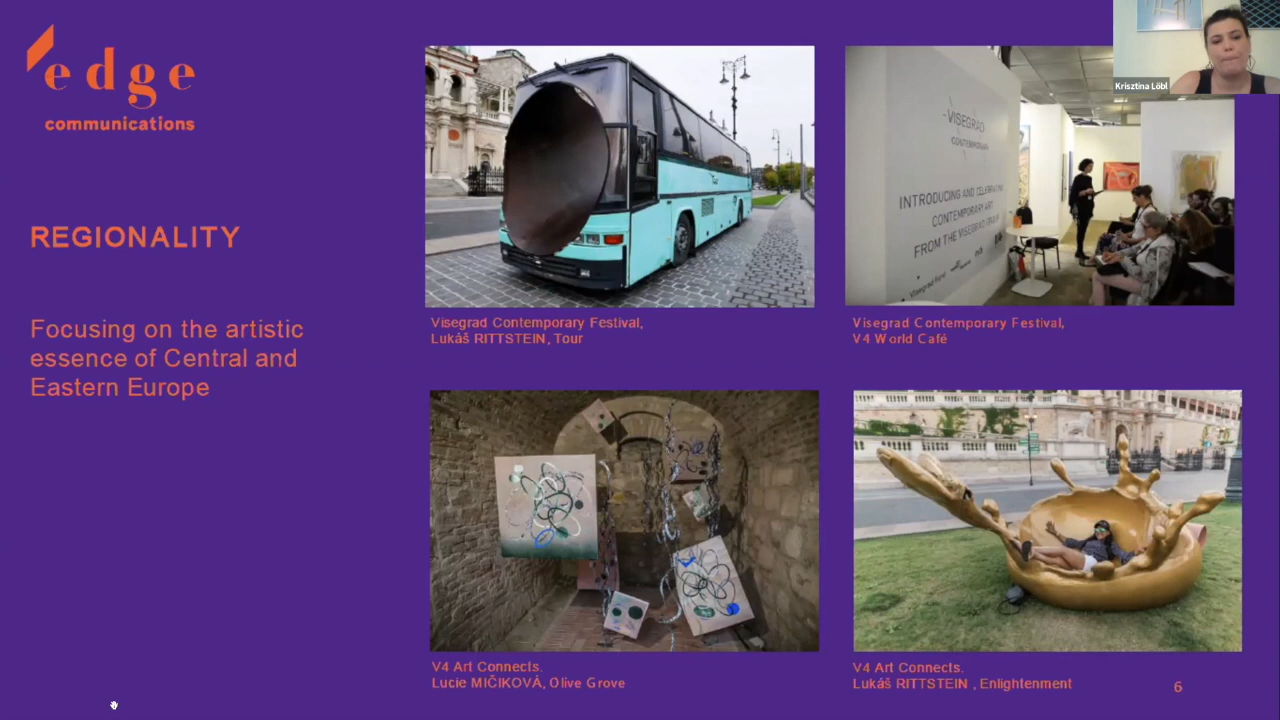 edge
communications
REGIONALITY
Focusing on the artistic
essence of Central and
Eastern Europe
Visegrad Contemporary Festival,
Lukáš RITTSTEIN, Tour
VISEGRAD
CONTEMPORARY
INTRODUCING AND CELEBRATING
CONTEMPORARY ART
FROM THE VISEGRAD GROUP
Visegrad Fund
Visegrad Contemporary Festival,
V4 World Café
V4 Art Connects.
Lucie MIČIKOVÁ, Olive Grove
V4 Art Connects.
Lukáš RITTSTEIN , Enlightenment
6
Krisztina Löbl